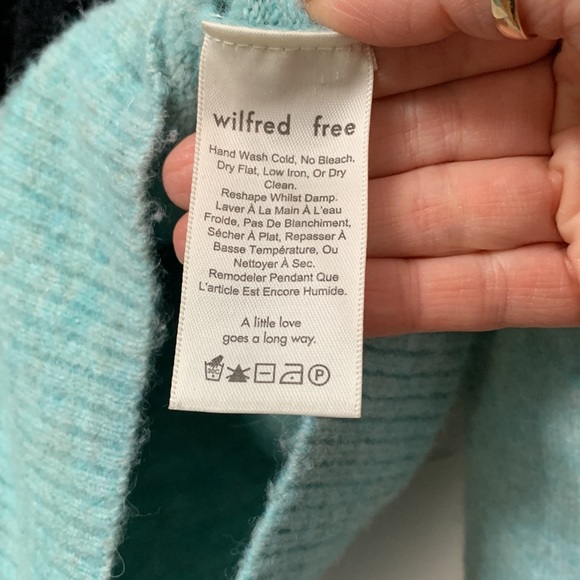 wilfred free
Hand Wash Cold, No Bleach,
Dry Flat, Low Iron, Or Dry
Clean.
Reshape Whilst Damp.
Laver À La Main À L'eau
Froide, Pas De Blanchiment,
Sécher À Plat, Repasser À
Basse Température, Ou
Nettoyer À Sec.
Remodeler Pendant Que
L'article Est Encore Humide.
A little love
goes a long way.
30C P